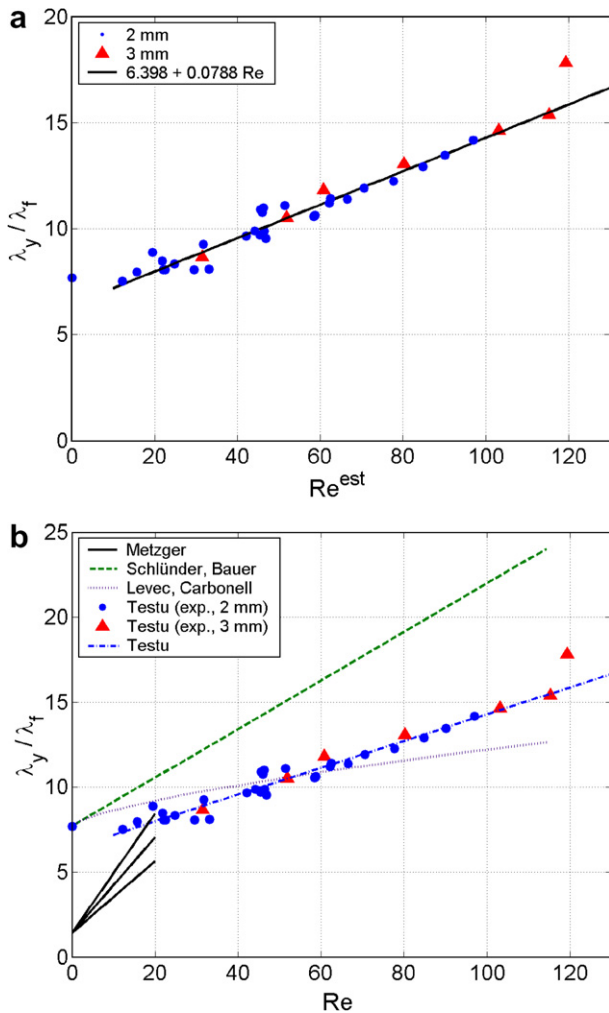 a
20
15
10
5
0
λy / λf
2 mm
3 mm
6.398 + 0.0788 Re
0 20 40 60 80 100 120
Re^est
b
25
20
15
10
5
0
λy / λf
Metzger
Schlünder, Bauer
Levec, Carbonell
Testu (exp., 2 mm)
Testu (exp., 3 mm)
Testu
0 20 40 60 80 100 120
Re